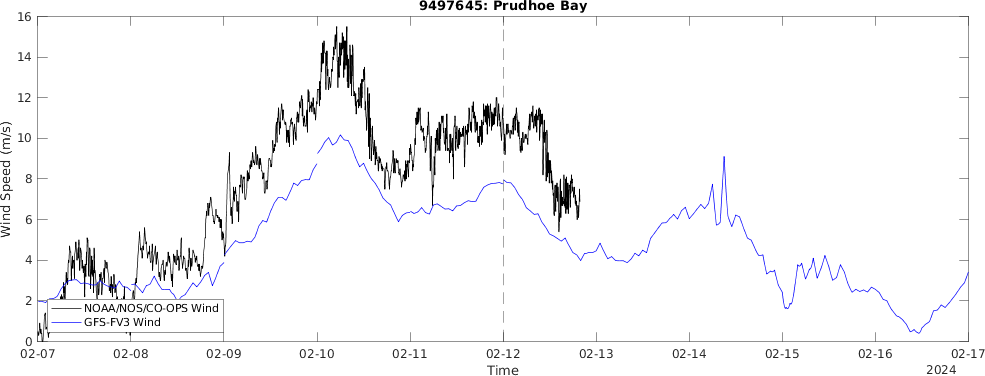 9497645: Prudhoe Bay
Wind Speed (m/s)
16
14
12
10
8
6
4
2
0
NOAA/NOS/CO-OPS Wind
GFS-FV3 Wind
02-07 02-08 02-09 02-10 02-11 02-12 02-13 02-14 02-15 02-16 02-17
Time
2024